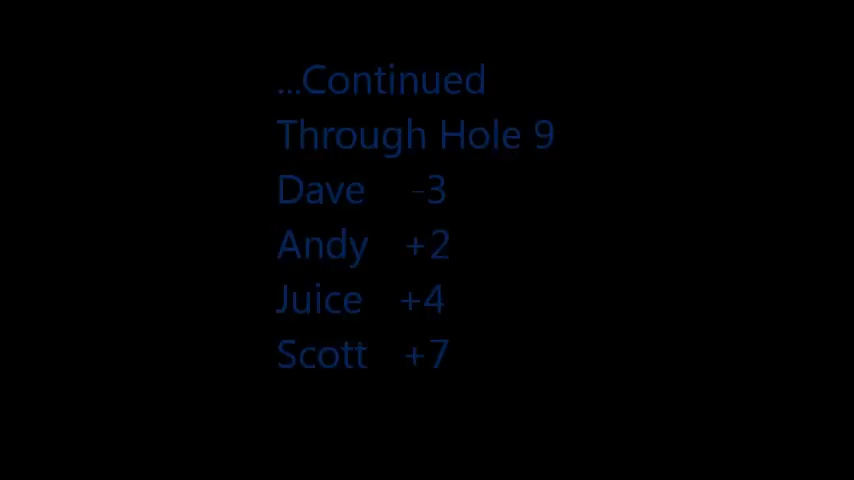 ...Continued
Through Hole 9
Dave -3
Andy +2
Juice +4
Scott +7